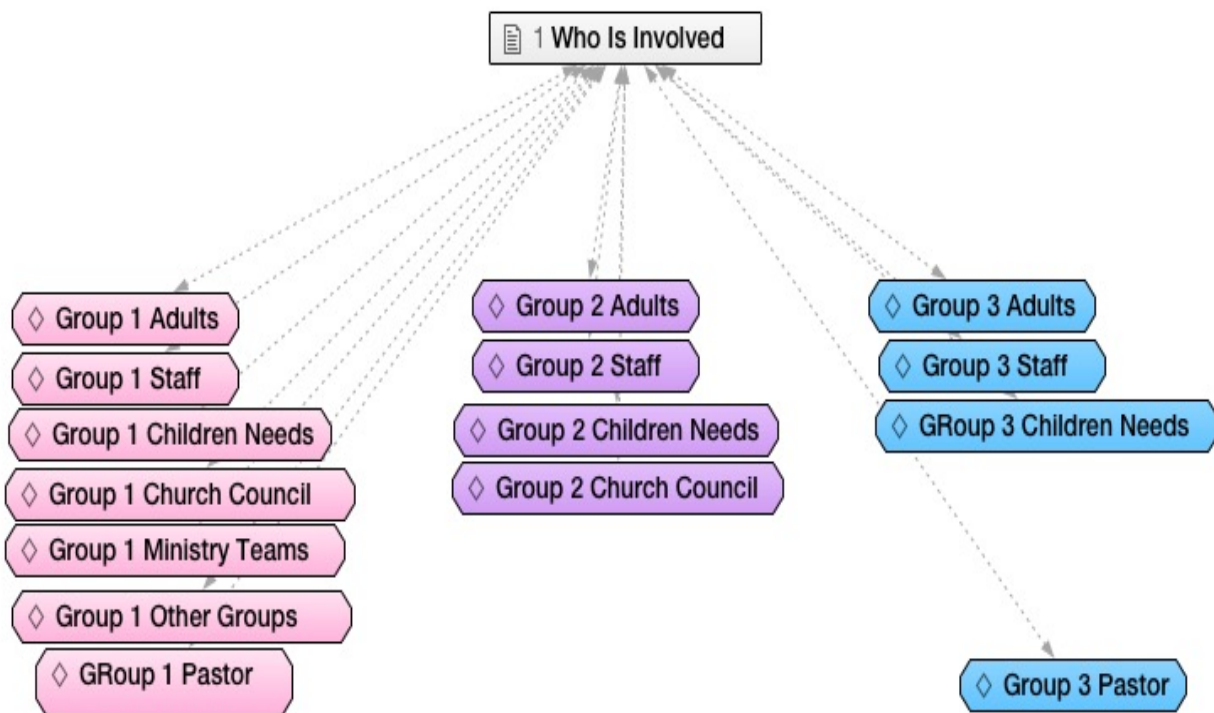 1 Who Is Involved
Group 1 Adults
Group 1 Staff
Group 1 Children Needs
Group 1 Church Council
Group 1 Ministry Teams
Group 1 Other Groups
GRoup 1 Pastor
Group 2 Adults
Group 2 Staff
Group 2 Children Needs
Group 2 Church Council
Group 3 Adults
Group 3 Staff
GRoup 3 Children Needs
Group 3 Pastor